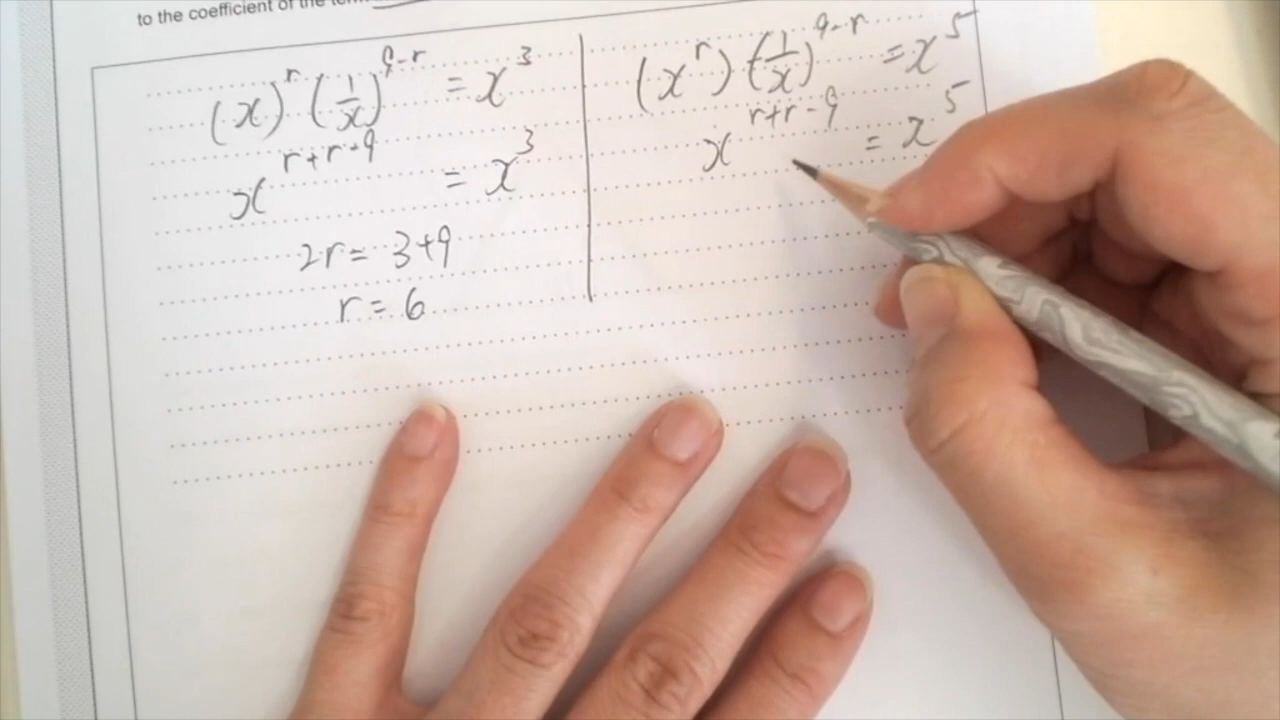 to the coefficient of the term
(x)^r (1/x)^{9-r} = x^3
x^{r+r-9} = x^3
2r = 3+9
r = 6
(x^r) (1/x)^{9-r} = x^5
x^{r+r-9} = x^5